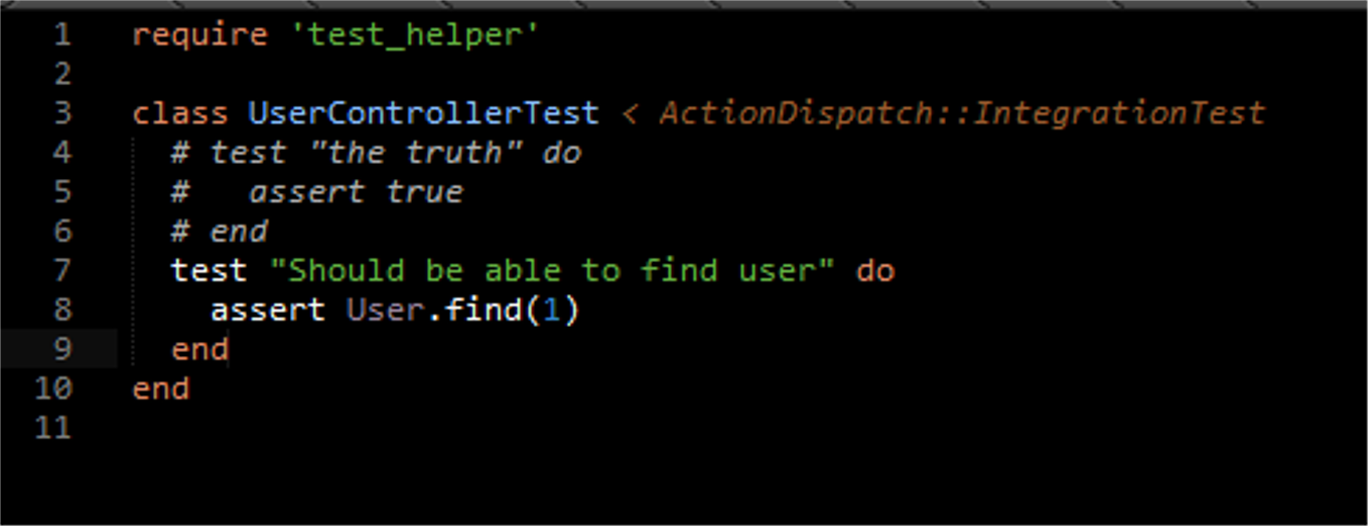 1 require 'test_helper'
2
3 class UserControllerTest < ActionDispatch::IntegrationTest
4   # test "the truth" do
5   #   assert true
6   # end
7   test "Should be able to find user" do
8     assert User.find(1)
9   end
10 end
11